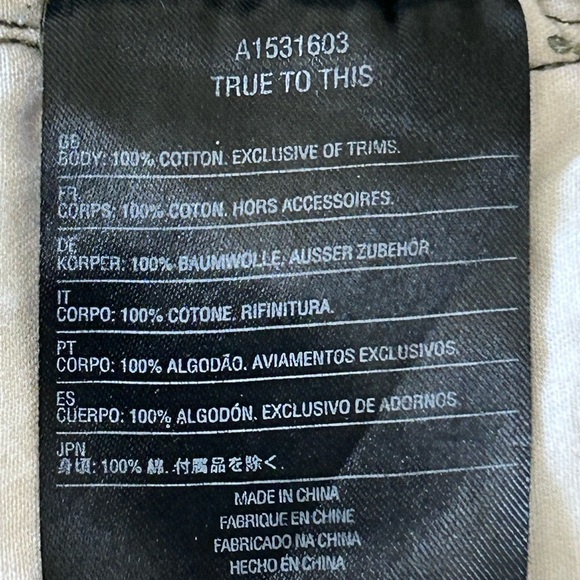 A1531603
TRUE TO THIS
GB
BODY: 100% COTTON. EXCLUSIVE OF TRIMS.
FR
CORPS: 100% COTON. HORS ACCESSOIRES.
DE
KÖRPER: 100% BAUMWOLLE. AUSSER ZUBEHÖR
IT
CORPO: 100% COTONE. RIFINITURA.
PT
CORPO: 100% ALGODÃO. AVIAMENTOS EXCLUSIVOS.
ES
CUERPO: 100% ALGODÓN. EXCLUSIVO DE ADORNOS.
JPN
身頃: 100% 綿. 付属品を除く.
MADE IN CHINA
FABRIQUE EN CHINE
FABRICADO NA CHINA
HECHO EN CHINA